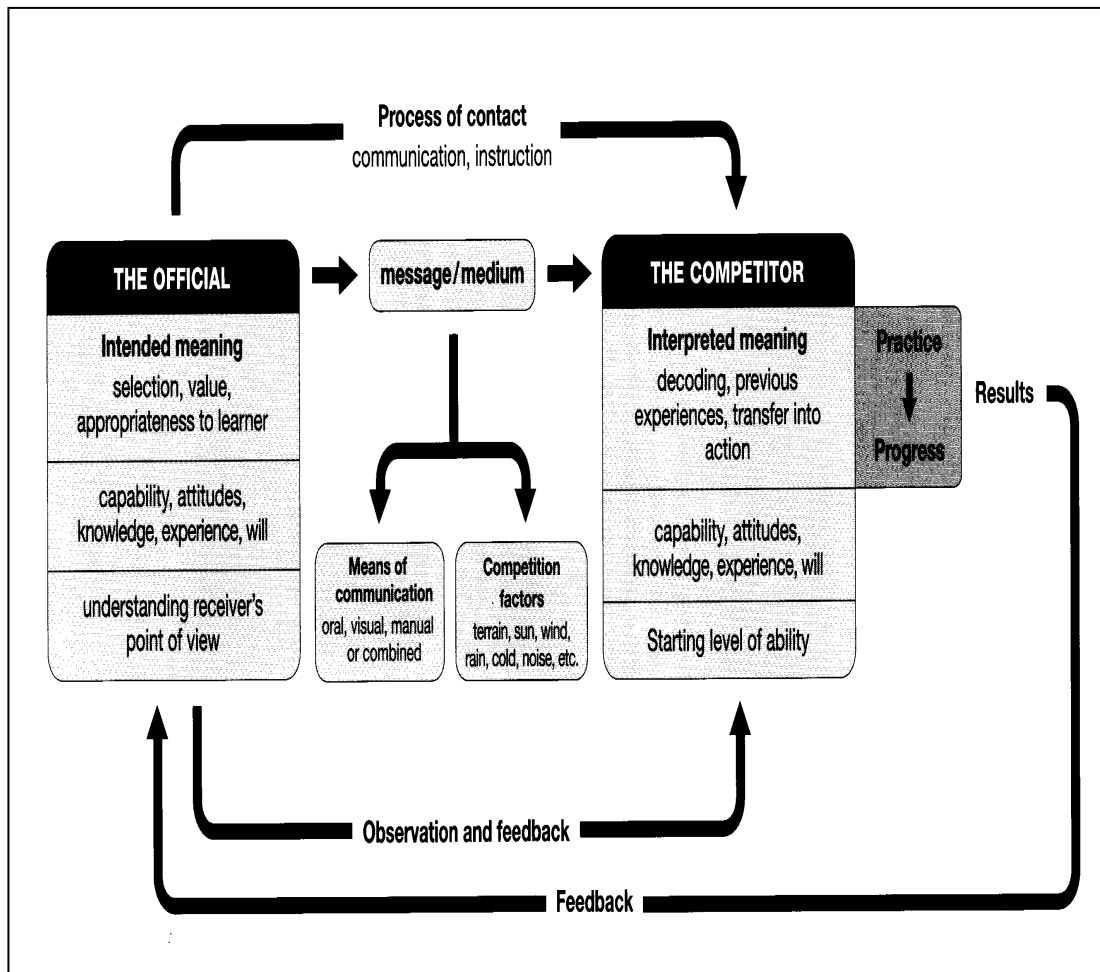 Process of contact
communication, instruction
THE OFFICIAL
Intended meaning
selection, value,
appropriateness to learner
capability, attitudes,
knowledge, experience, will
understanding receiver's
point of view
message/medium
Means of
communication
oral, visual, manual
or combined
Competition
factors
terrain, sun, wind,
rain, cold, noise, etc.
THE COMPETITOR
Interpreted meaning
decoding, previous
experiences, transfer into
action
capability, attitudes,
knowledge, experience, will
Starting level of ability
Practice
Progress
Results
Observation and feedback
Feedback